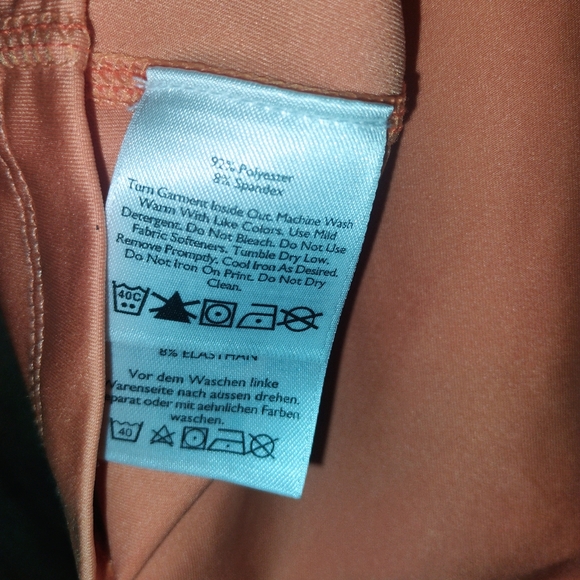 92% Polyester
8% Spandex
Turn Garment Inside Out. Machine Wash
Warm With Like Colors. Use Mild
Detergent. Do Not Bleach. Do Not Use
Fabric Softeners. Tumble Dry Low.
Remove Promptly. Cool Iron As Desired.
Do Not Iron On Print. Do Not Dry
Clean.
40C
8% ELASTHAN
Vor dem Waschen linke
Warenseite nach aussen drehen,
separat oder mit aehnlichen Farben
waschen.
40